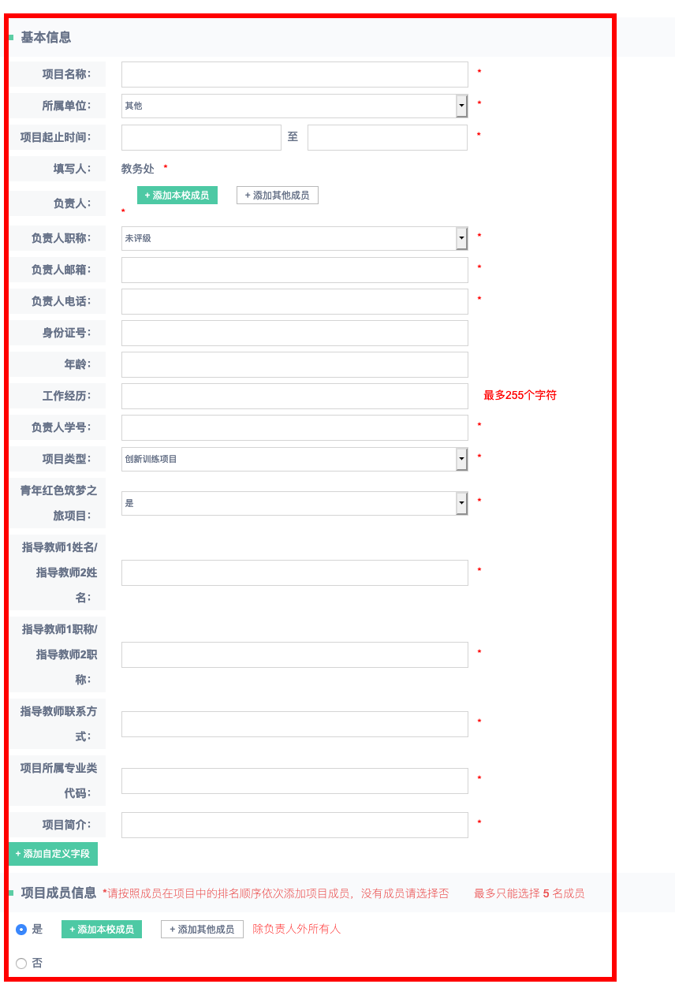 基本信息
项目名称： *
所属单位： 其他 *
项目起止时间： 至 *
填写人： 教务处 *
+ 添加本校成员 + 添加其他成员
负责人： *
负责人职称： 未评级 *
负责人邮箱： *
负责人电话： *
身份证号：
年龄：
工作经历： 最多255个字符
负责人学号： *
项目类型： 创新训练项目 *
青年红色筑梦之
旅项目： 是 *
指导教师1姓名/
指导教师2姓 *
名：
指导教师1职称/
指导教师2职 *
称：
指导教师联系方
式： *
项目所属专业类
代码： *
项目简介： *
+ 添加自定义字段
项目成员信息 *请按照成员在项目中的排名顺序依次添加项目成员，没有成员请选择否 最多只能选择 5 名成员
是 + 添加本校成员 + 添加其他成员 除负责人外所有人
否